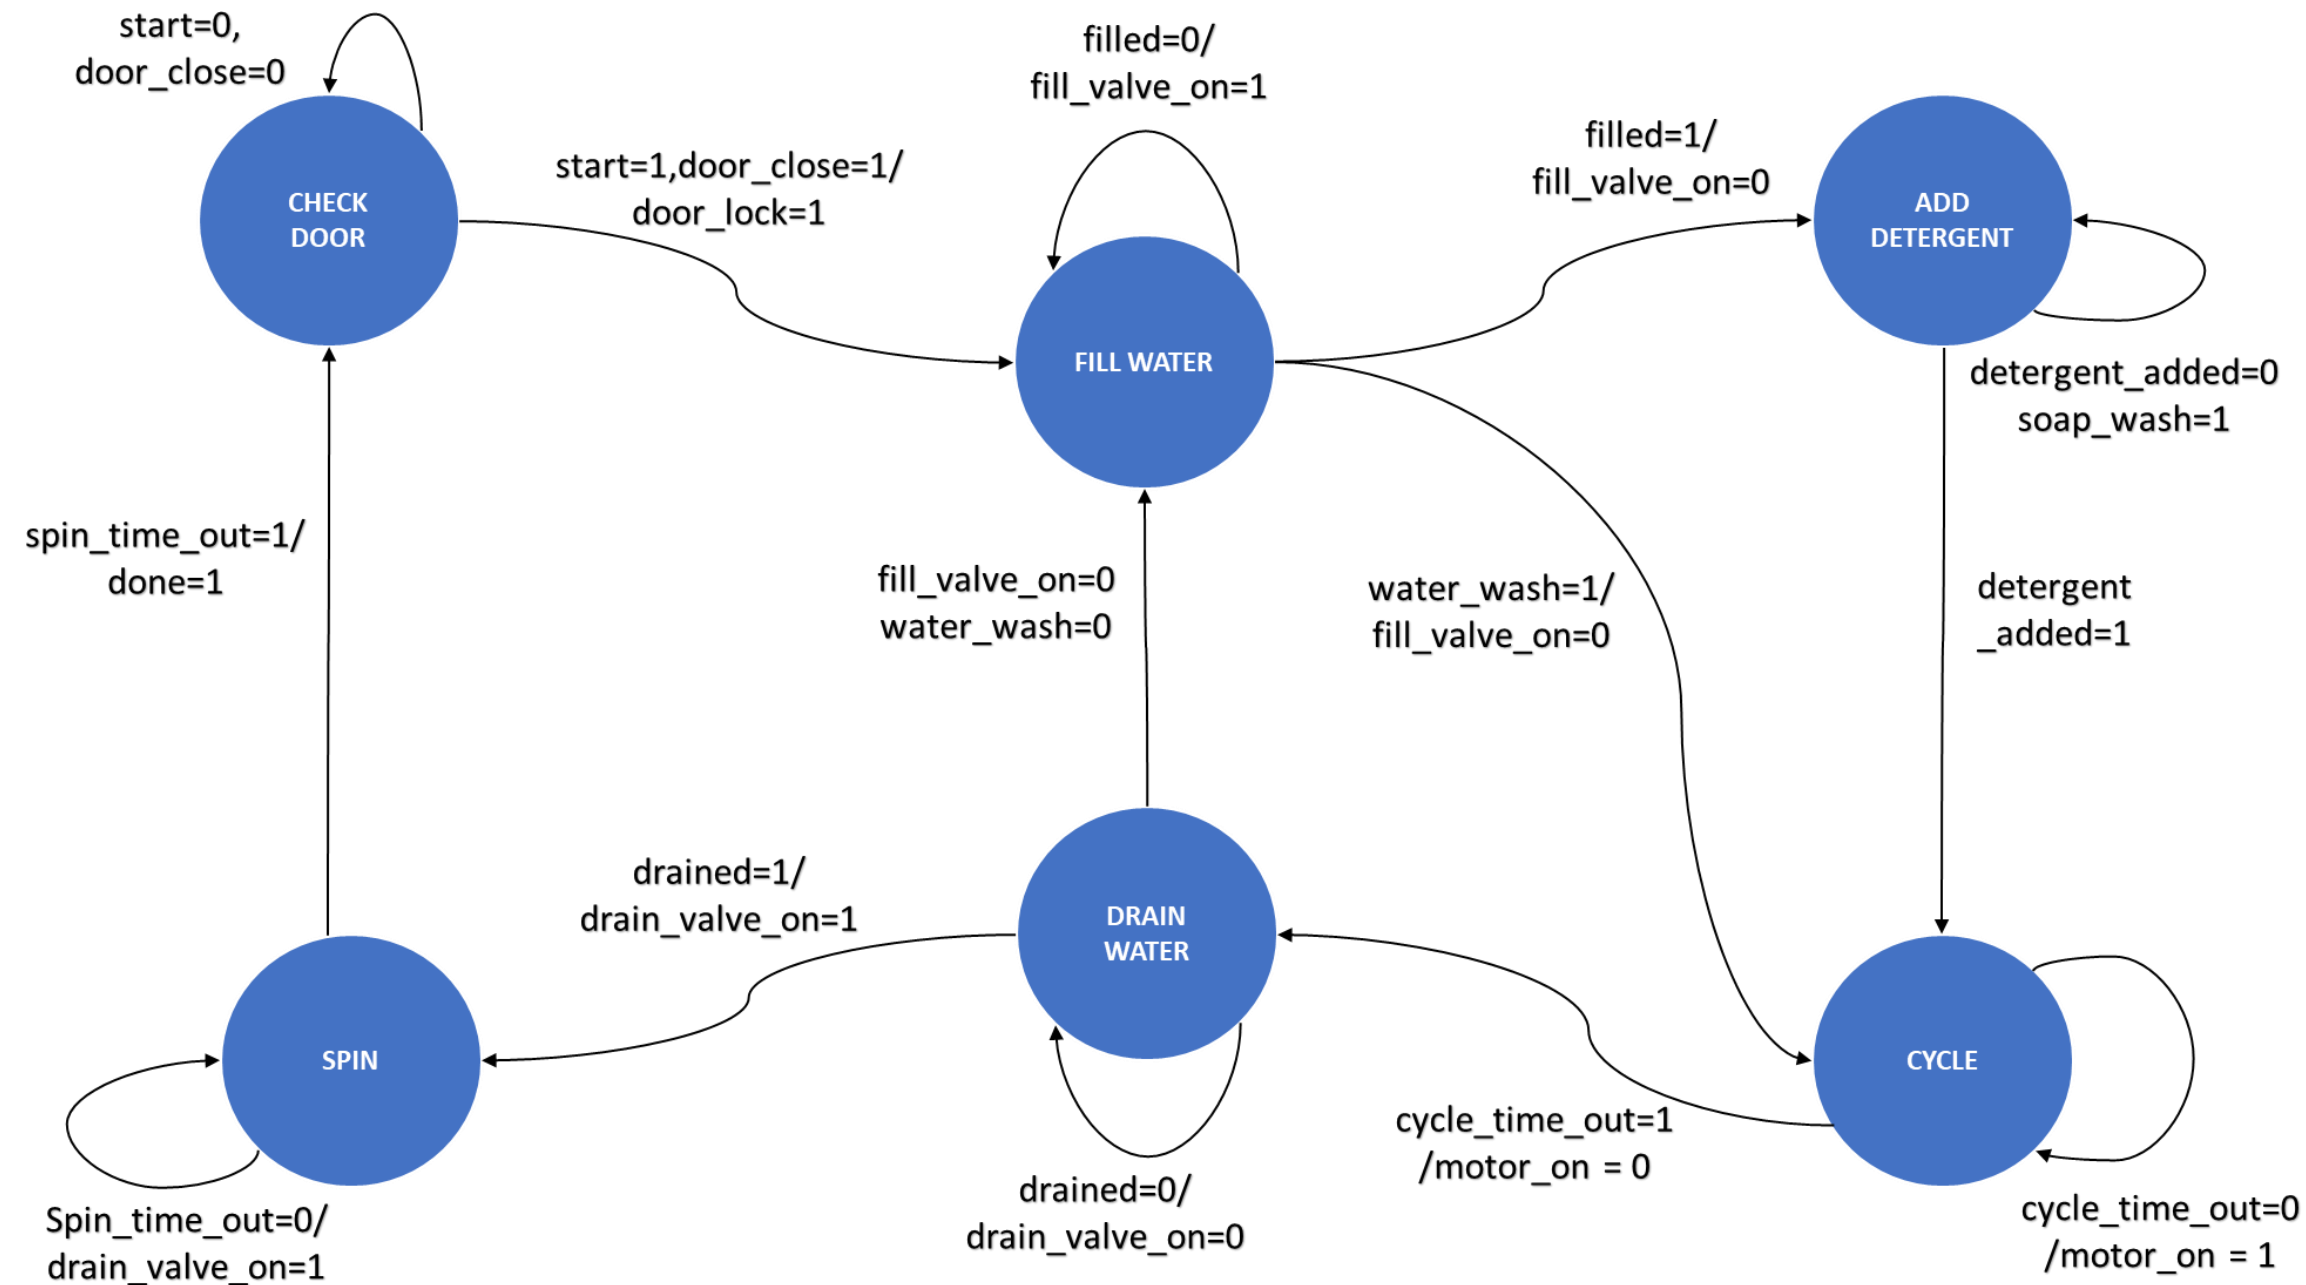 start=0,
door_close=0
filled=0/
fill_valve_on=1
start=1,door_close=1/
door_lock=1
filled=1/
fill_valve_on=0
CHECK
DOOR
ADD
DETERGENT
FILL WATER
detergent_added=0
soap_wash=1
spin_time_out=1/
done=1
fill_valve_on=0
water_wash=0
water_wash=1/
fill_valve_on=0
detergent
_added=1
drained=1/
drain_valve_on=1
DRAIN
WATER
SPIN
CYCLE
cycle_time_out=1
/motor_on = 0
drained=0/
drain_valve_on=0
Spin_time_out=0/
drain_valve_on=1
cycle_time_out=0
/motor_on = 1